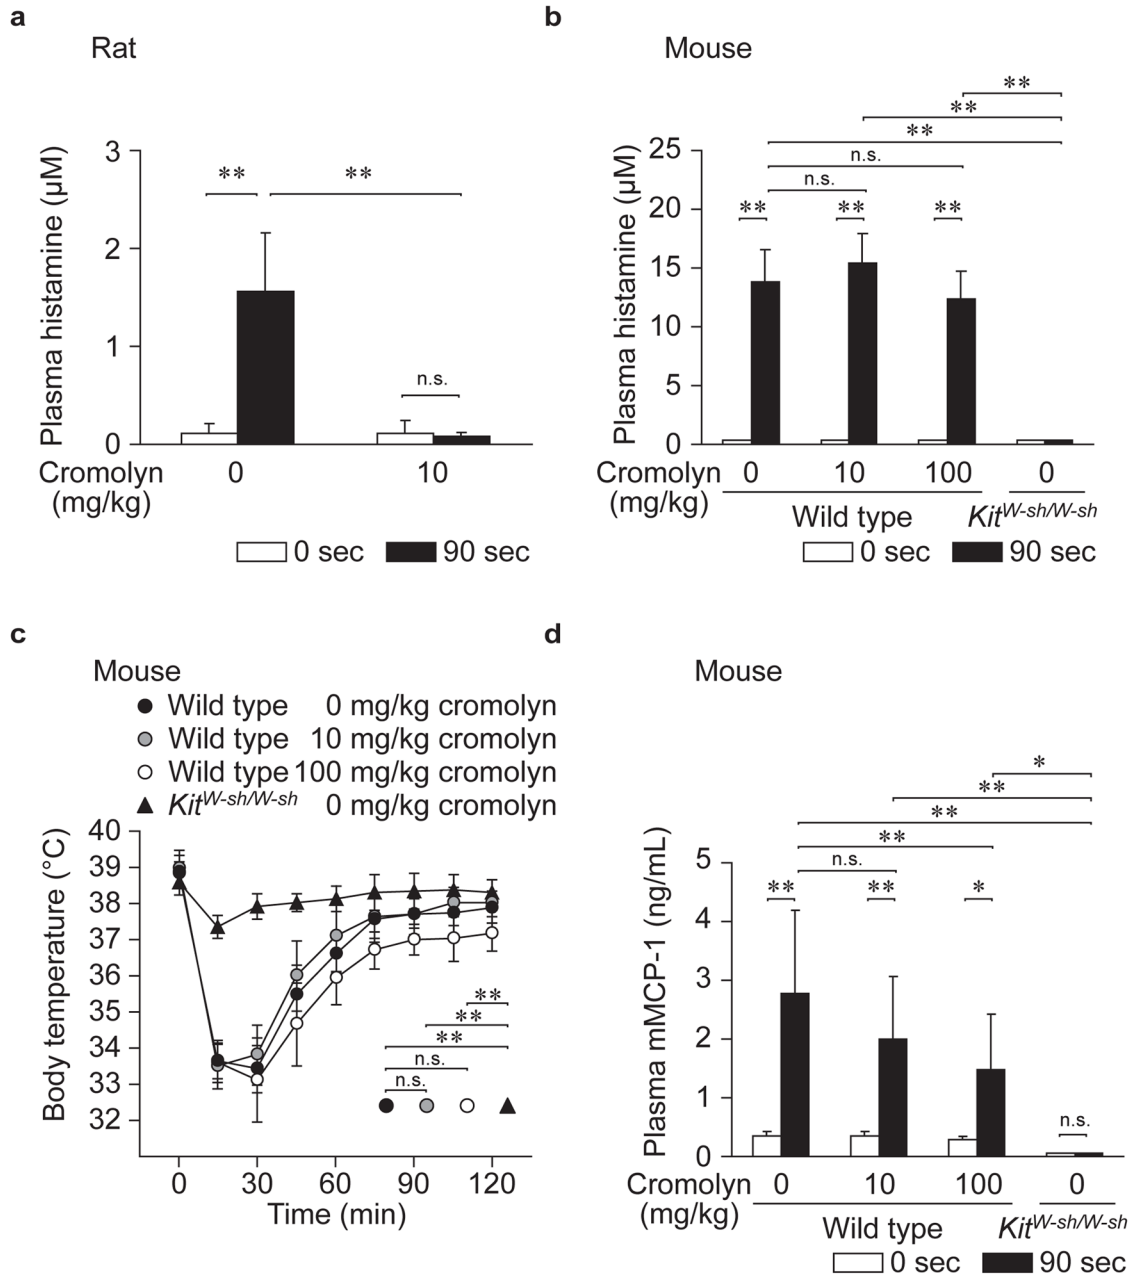 a
Rat
Plasma histamine (μM)
3
2
1
0
**
**
n.s.
Cromolyn
(mg/kg)
0
10
0 sec
90 sec
b
Mouse
Plasma histamine (μM)
25
20
15
10
5
0
**
**
**
n.s.
n.s.
**
**
**
Cromolyn
(mg/kg)
0
10
100
0
Wild type
KitW-sh/W-sh
0 sec
90 sec
c
Mouse
Wild type 0 mg/kg cromolyn
Wild type 10 mg/kg cromolyn
Wild type 100 mg/kg cromolyn
KitW-sh/W-sh 0 mg/kg cromolyn
Body temperature (°C)
40
39
38
37
36
35
34
33
32
**
**
**
n.s.
n.s.
0
30
60
90
120
Time (min)
d
Mouse
Plasma mMCP-1 (ng/mL)
5
4
3
2
1
0
*
**
**
**
n.s.
**
**
*
n.s.
Cromolyn
(mg/kg)
0
10
100
0
Wild type
KitW-sh/W-sh
0 sec
90 sec